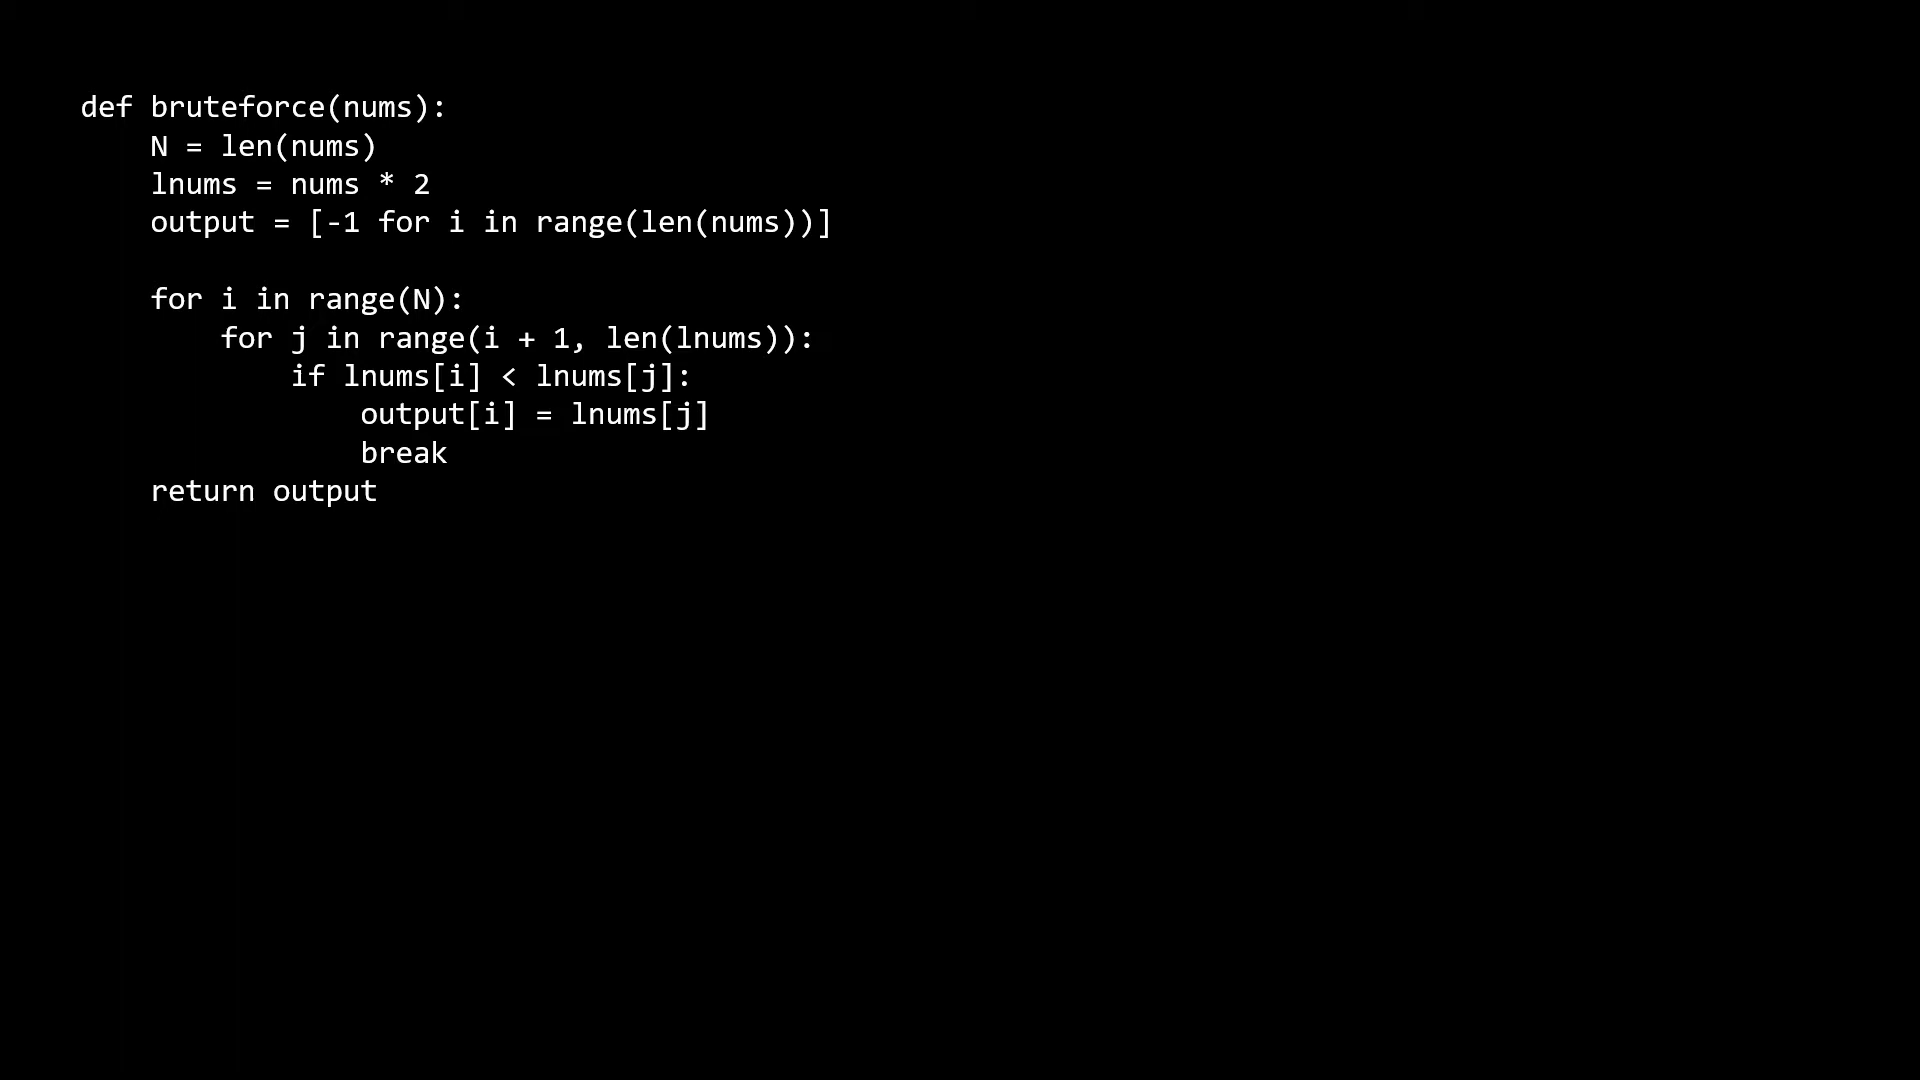 def bruteforce(nums):
    N = len(nums)
    lnums = nums * 2
    output = [-1 for i in range(len(nums))]

    for i in range(N):
        for j in range(i + 1, len(lnums)):
            if lnums[i] < lnums[j]:
                output[i] = lnums[j]
                break
    return output